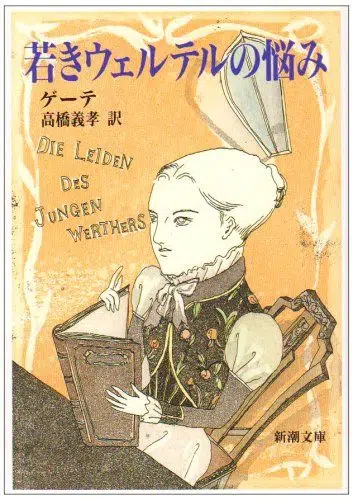 若きウェルテルの悩み
ゲーテ
高橋義孝 訳
DIE LEIDEN
DES
JUNGEN
WERTHERS
新潮文庫